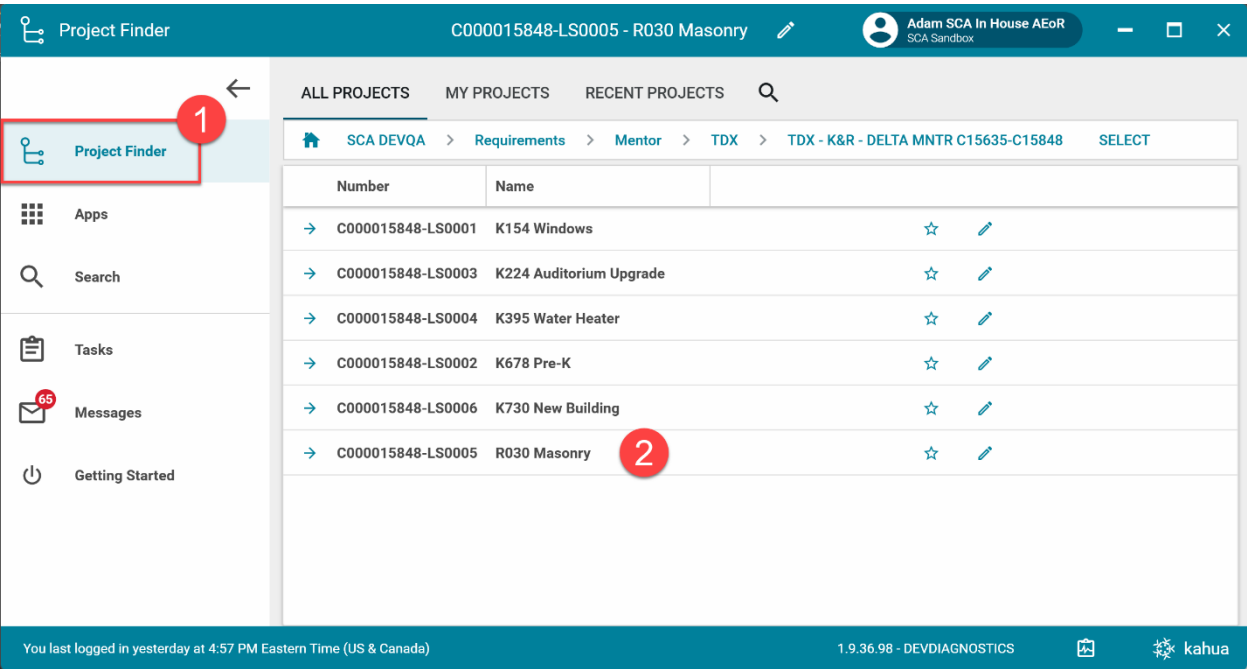 Project Finder
C000015848-LS0005 - R030 Masonry
Adam SCA In House AEoR
SCA Sandbox
1
Project Finder
Apps
Search
Tasks
65
Messages
Getting Started
ALL PROJECTS MY PROJECTS RECENT PROJECTS
SCA DEVQA > Requirements > Mentor > TDX > TDX - K&R - DELTA MNTR C15635-C15848 SELECT
Number Name
C000015848-LS0001 K154 Windows
C000015848-LS0003 K224 Auditorium Upgrade
C000015848-LS0004 K395 Water Heater
C000015848-LS0002 K678 Pre-K
C000015848-LS0006 K730 New Building
C000015848-LS0005 R030 Masonry 2
You last logged in yesterday at 4:57 PM Eastern Time (US & Canada)
1.9.36.98 - DEVDIAGNOSTICS
kahua